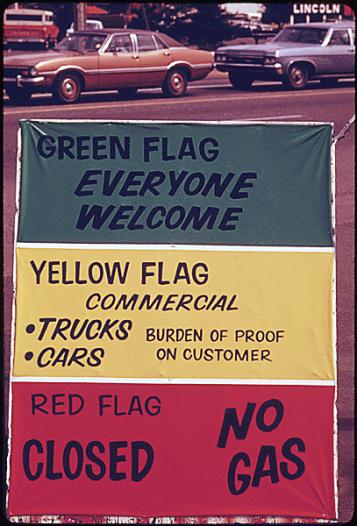 LINCOLN
GREEN FLAG
EVERYONE
WELCOME
YELLOW FLAG
COMMERCIAL
•TRUCKS
•CARS
BURDEN OF PROOF
ON CUSTOMER
RED FLAG
CLOSED
NO
GAS